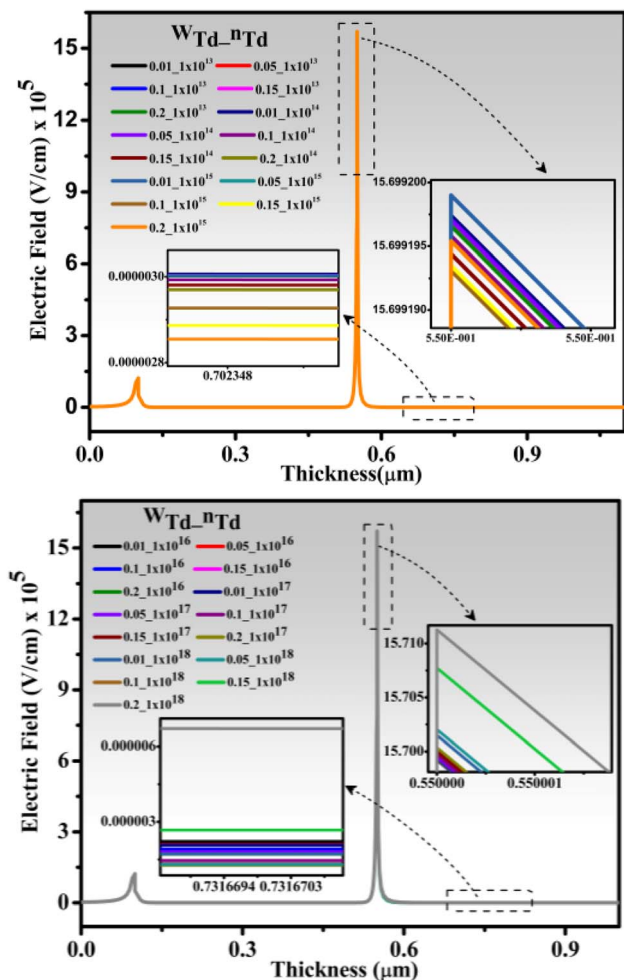 W_Td_n_Td
0.01_1x10^13 0.05_1x10^13
0.1_1x10^13 0.15_1x10^13
0.2_1x10^13 0.01_1x10^14
0.05_1x10^14 0.1_1x10^14
0.15_1x10^14 0.2_1x10^14
0.01_1x10^15 0.05_1x10^15
0.1_1x10^15 0.15_1x10^15
0.2_1x10^15
Electric Field (V/cm) x 10^5
15
12
9
6
3
0
15.699200
15.699195
15.699190
5.50E-001 5.50E-001
0.0000030
0.0000028
0.702348
0.0 0.3 0.6 0.9
Thickness(μm)
W_Td_n_Td
0.01_1x10^16 0.05_1x10^16
0.1_1x10^16 0.15_1x10^16
0.2_1x10^16 0.01_1x10^17
0.05_1x10^17 0.1_1x10^17
0.15_1x10^17 0.2_1x10^17
0.01_1x10^18 0.05_1x10^18
0.1_1x10^18 0.15_1x10^18
0.2_1x10^18
Electric Field (V/cm) x 10^5
15
12
9
6
3
0
15.710
15.705
15.700
0.550000 0.550001
0.000006
0.000003
0.7316694 0.7316703
0.0 0.3 0.6 0.9
Thickness (μm)